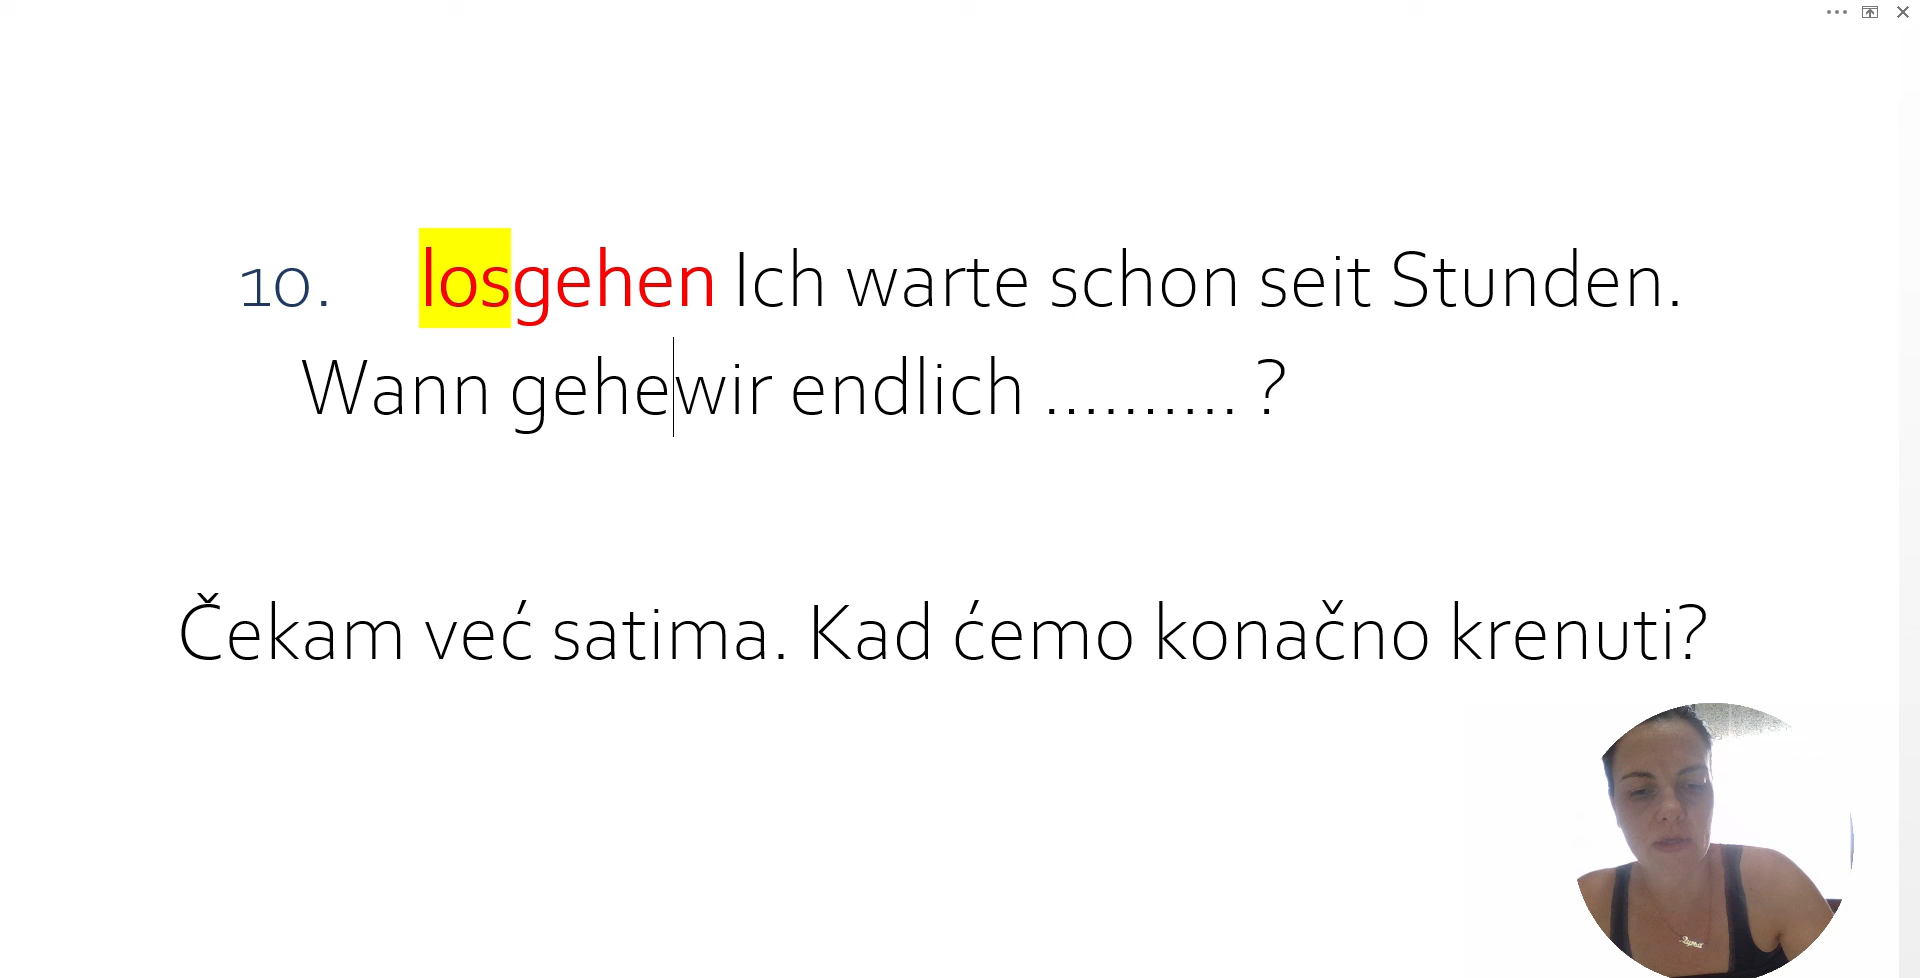 10. losgehen Ich warte schon seit Stunden.
Wann gehewir endlich .......... ?
Čekam već satima. Kad ćemo konačno krenuti?